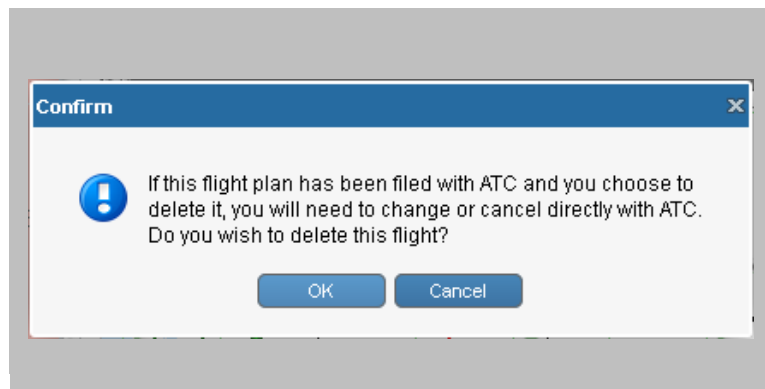 Confirm
If this flight plan has been filed with ATC and you choose to
delete it, you will need to change or cancel directly with ATC.
Do you wish to delete this flight?
OK Cancel